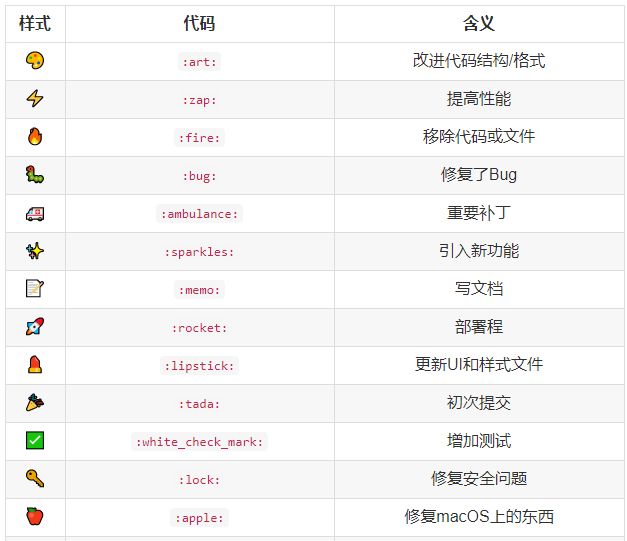 样式 代码 含义
:art: 改进代码结构/格式
:zap: 提高性能
:fire: 移除代码或文件
:bug: 修复了Bug
:ambulance: 重要补丁
:sparkles: 引入新功能
:memo: 写文档
:rocket: 部署程
:lipstick: 更新UI和样式文件
:tada: 初次提交
:white_check_mark: 增加测试
:lock: 修复安全问题
:apple: 修复macOS上的东西